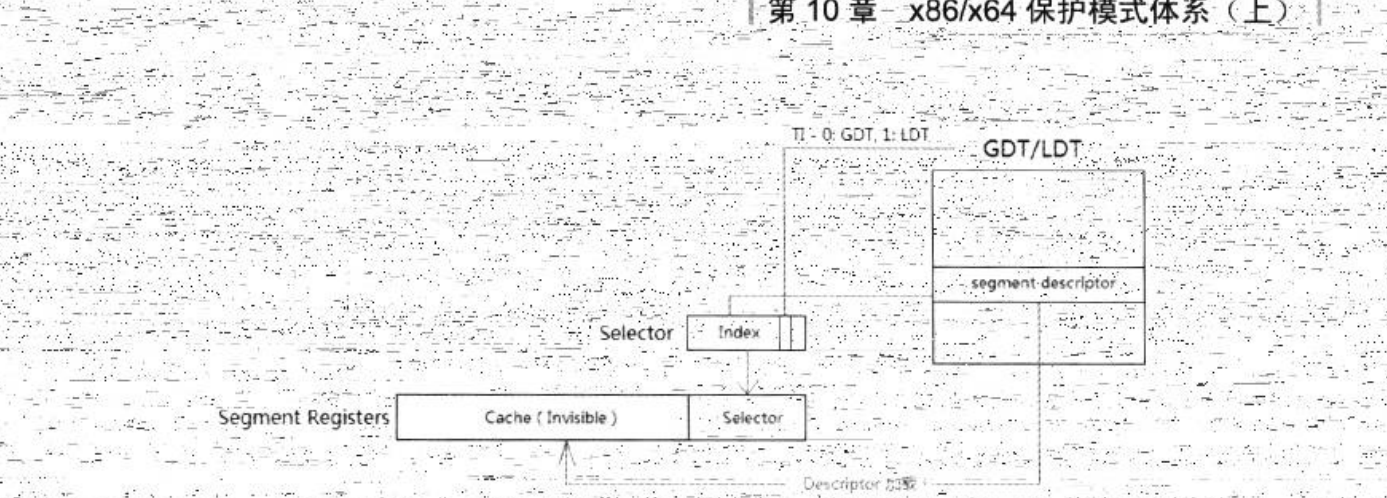 第 10 章 x86/x64 保护模式体系（上）
TI - 0: GDT, 1: LDT
GDT/LDT
segment descriptor
Selector
Index
Segment Registers
Cache ( Invisible )
Selector
Descriptor 加载